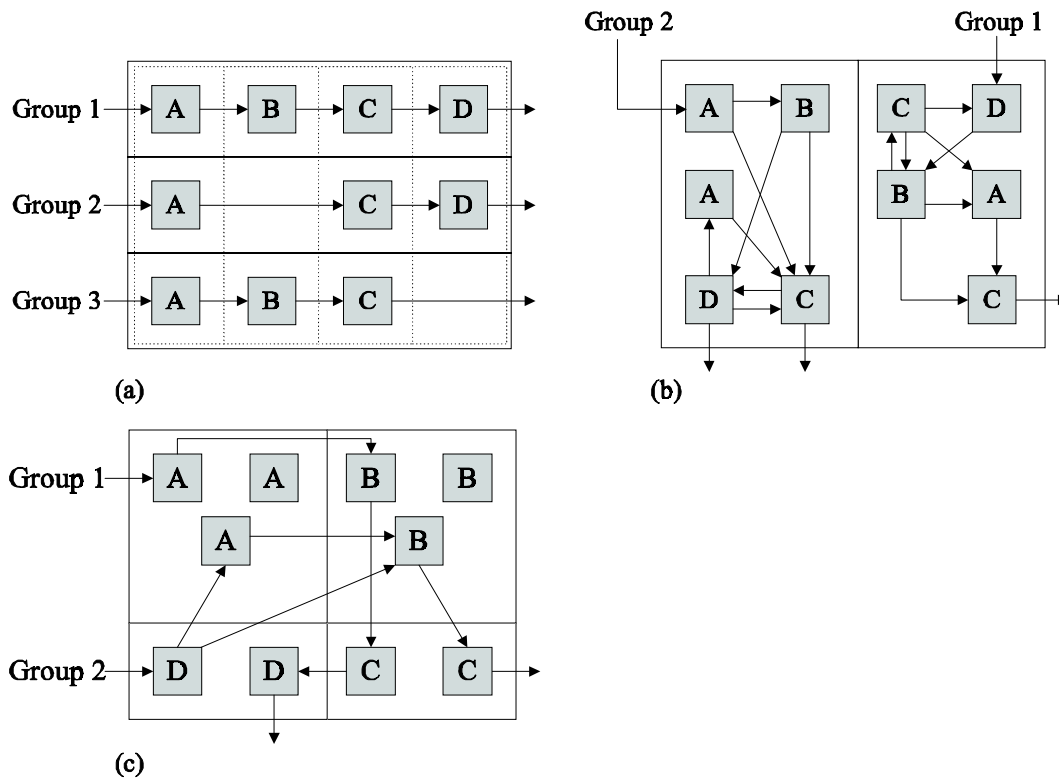 Group 2 Group 1
Group 1 A B C D
Group 2 A C D
Group 3 A B C
(a)
A B C D
A B A
D C C
(b)
Group 1 A A B B
A B
Group 2 D D C C
(c)